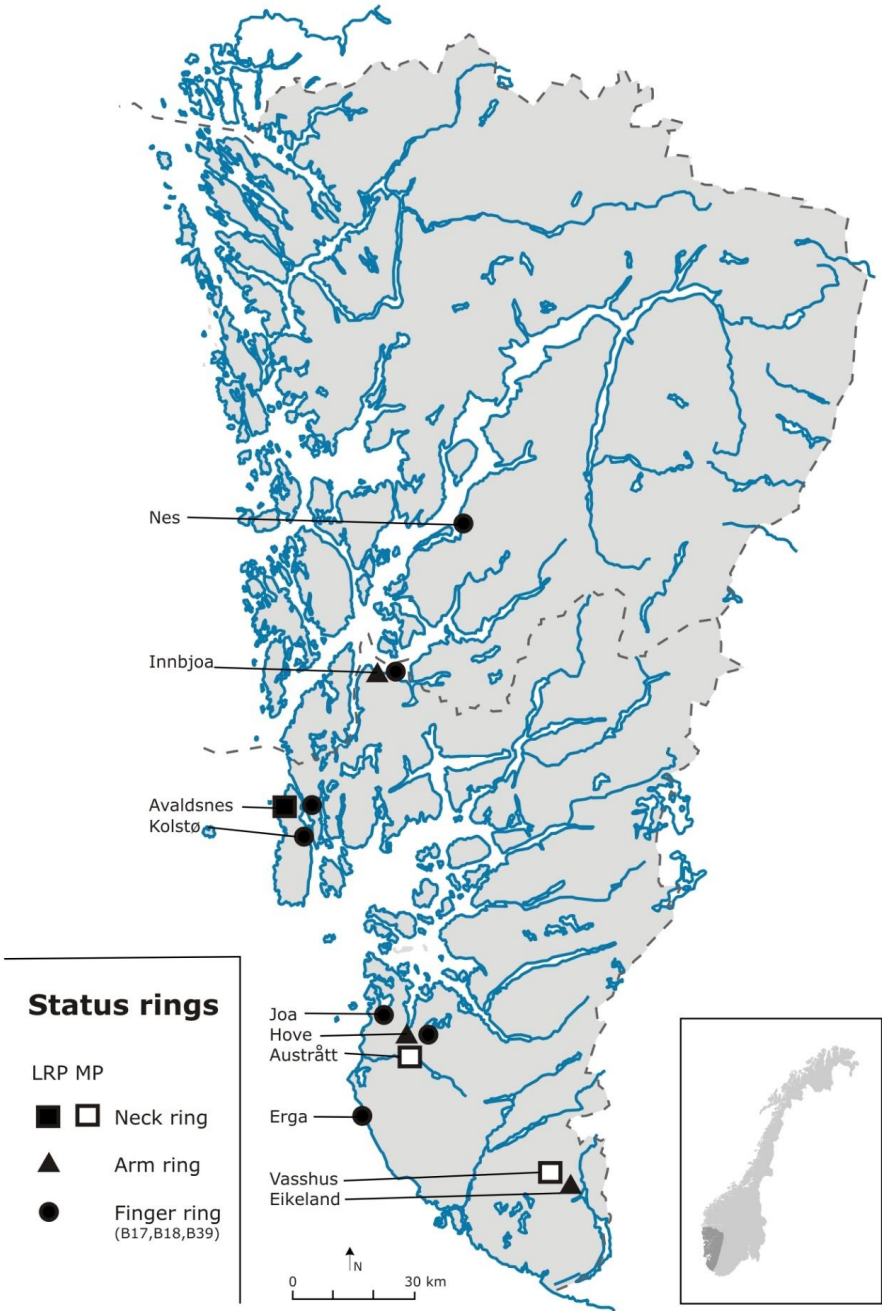 Nes
Innbjoa
Avaldsnes
Kolstø
Joa
Hove
Austrått
Erga
Vasshus
Eikeland
Status rings
LRP MP
Neck ring
Arm ring
Finger ring
(B17,B18,B39)
N
0 30 km